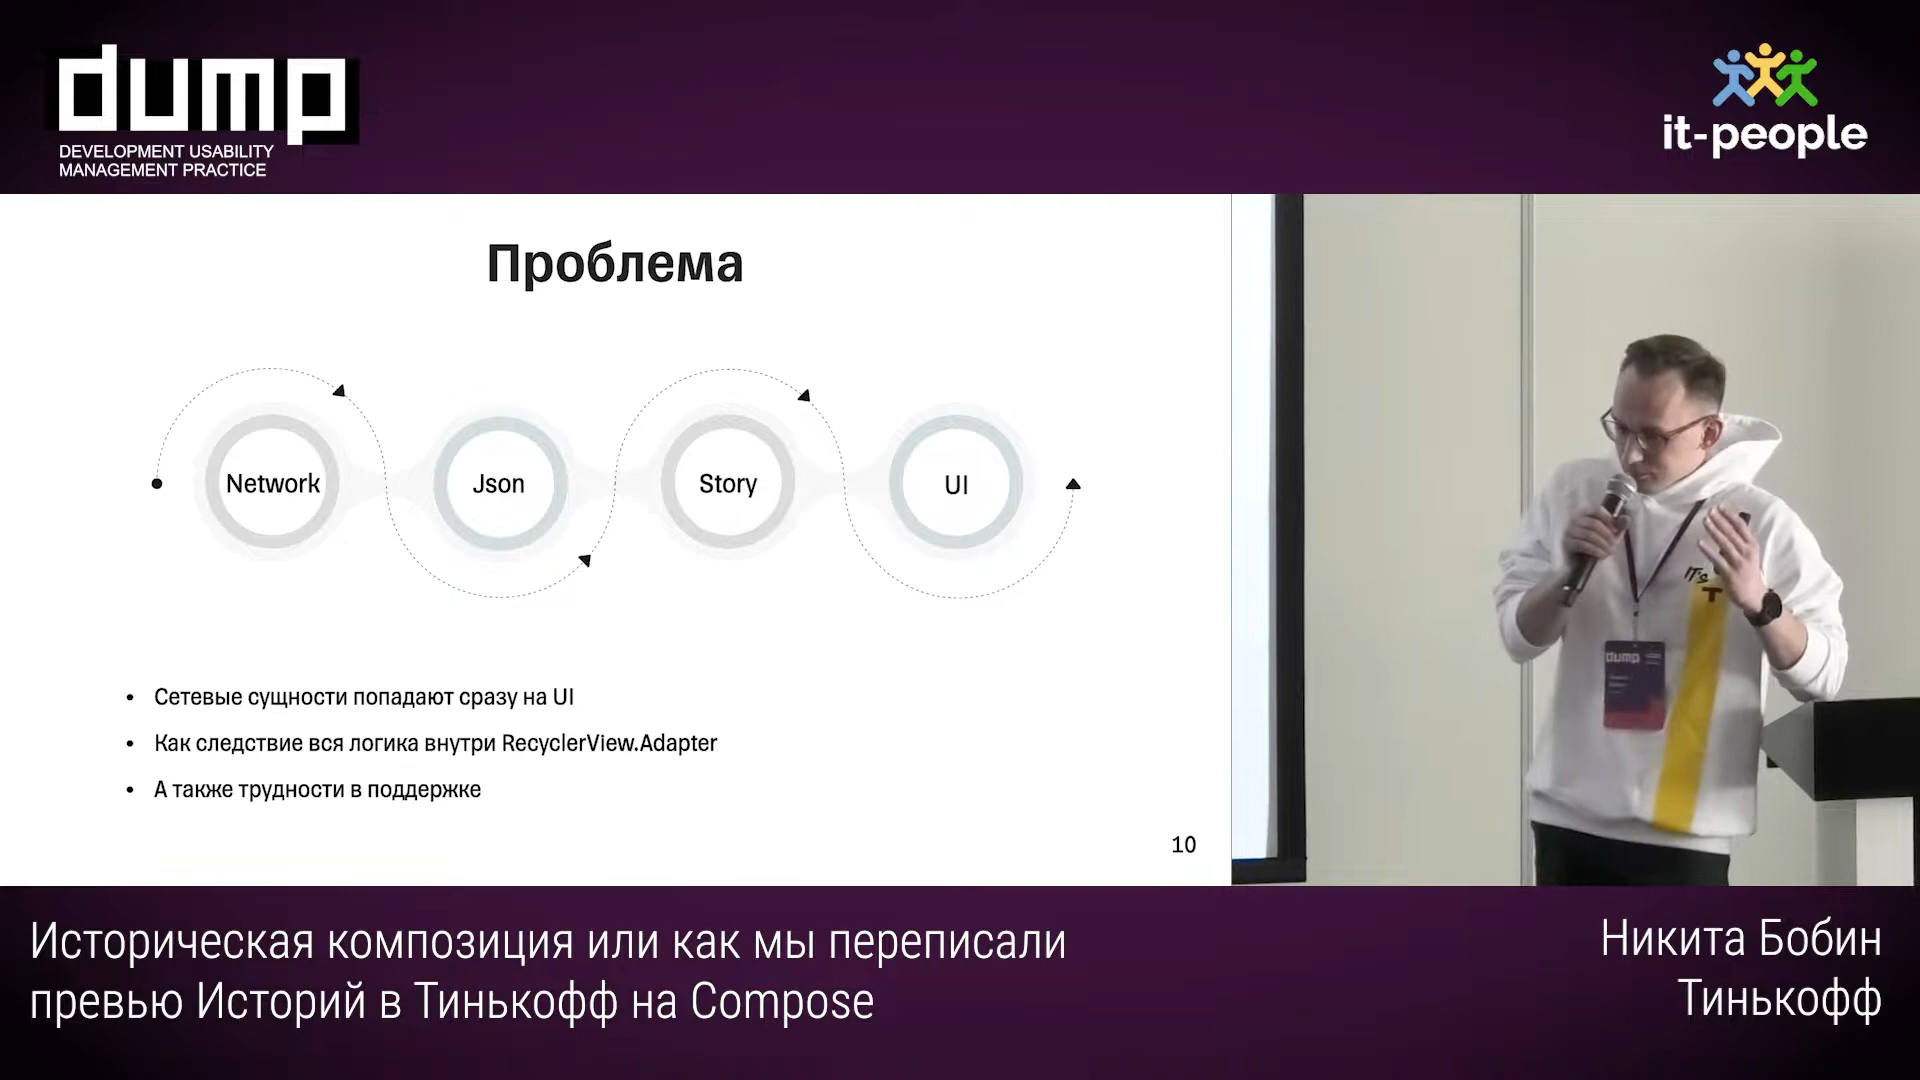 dump
DEVELOPMENT USABILITY
MANAGEMENT PRACTICE
it-people
Проблема
Network
Json
Story
UI
• Сетевые сущности попадают сразу на UI
• Как следствие вся логика внутри RecyclerView.Adapter
• А также трудности в поддержке
10
IT's
T
dump
Историческая композиция или как мы переписали
превью Историй в Тинькофф на Compose
Никита Бобин
Тинькофф